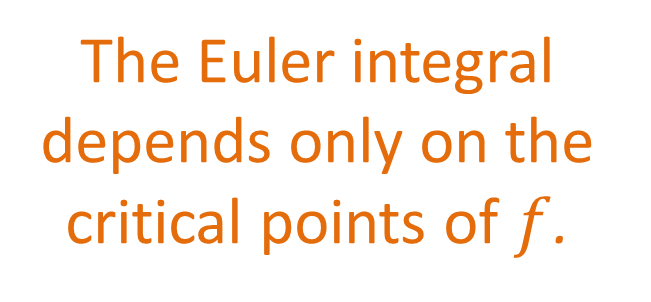 The Euler integral
depends only on the
critical points of f.